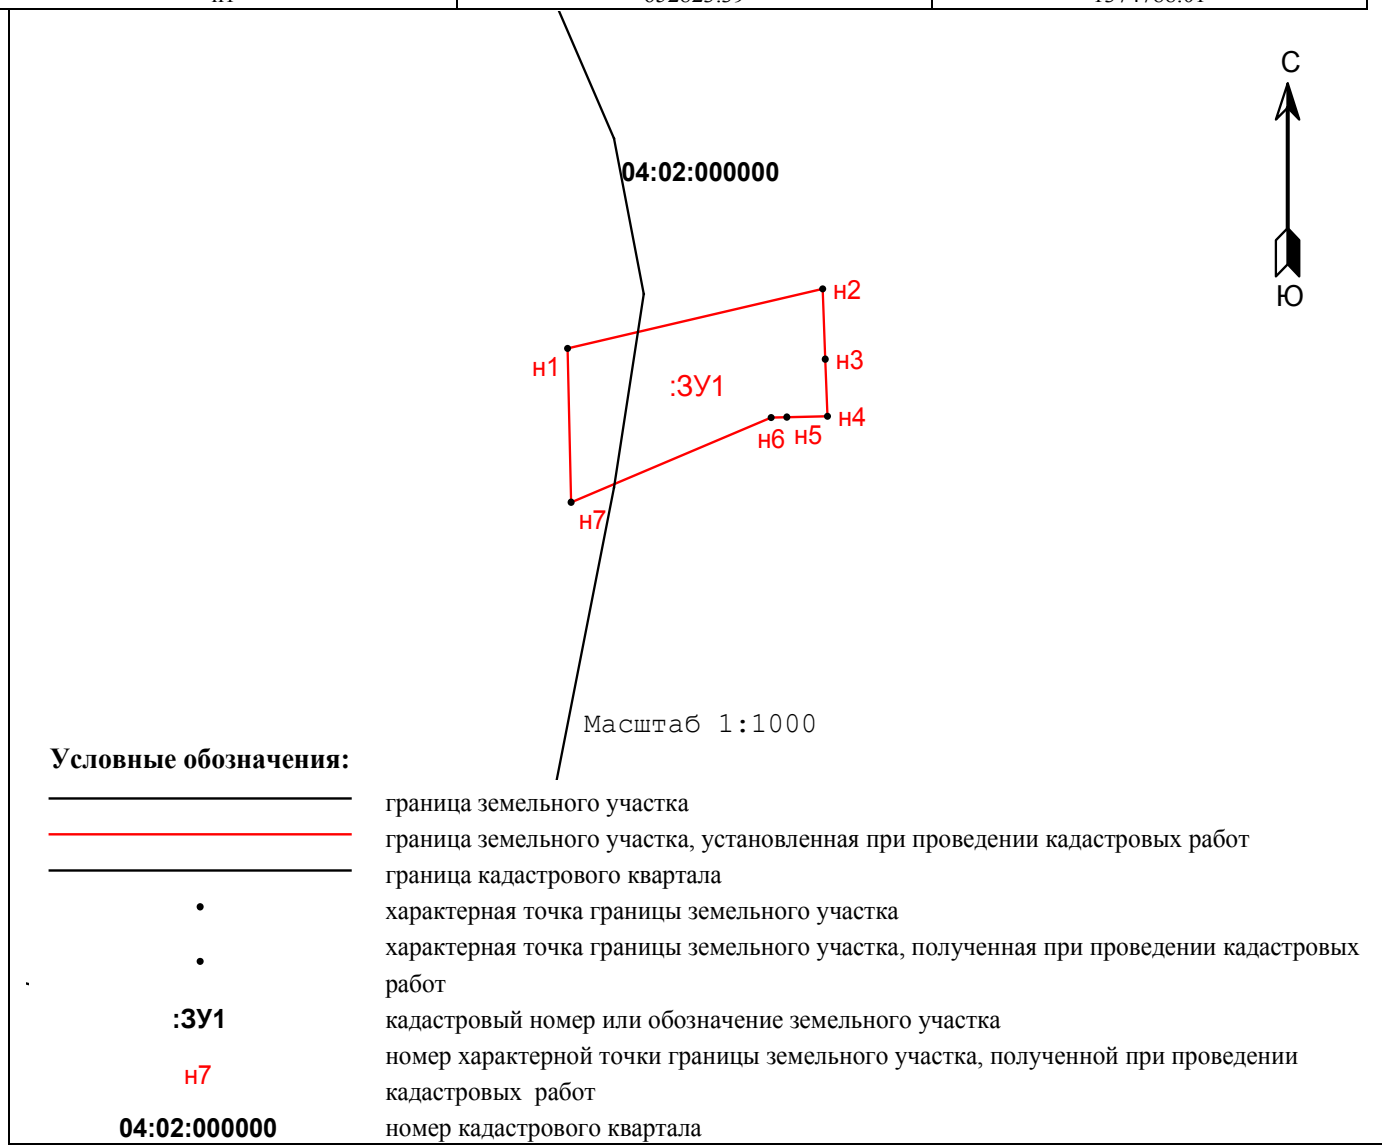 С
04:02:000000
Ю
н2
н1
н3
:ЗУ1
н4
н6 н5
н7
Масштаб 1:1000
Условные обозначения:
граница земельного участка
граница земельного участка, установленная при проведении кадастровых работ
граница кадастрового квартала
характерная точка границы земельного участка
характерная точка границы земельного участка, полученная при проведении кадастровых
работ
:ЗУ1 кадастровый номер или обозначение земельного участка
н7 номер характерной точки границы земельного участка, полученной при проведении
кадастровых работ
04:02:000000 номер кадастрового квартала